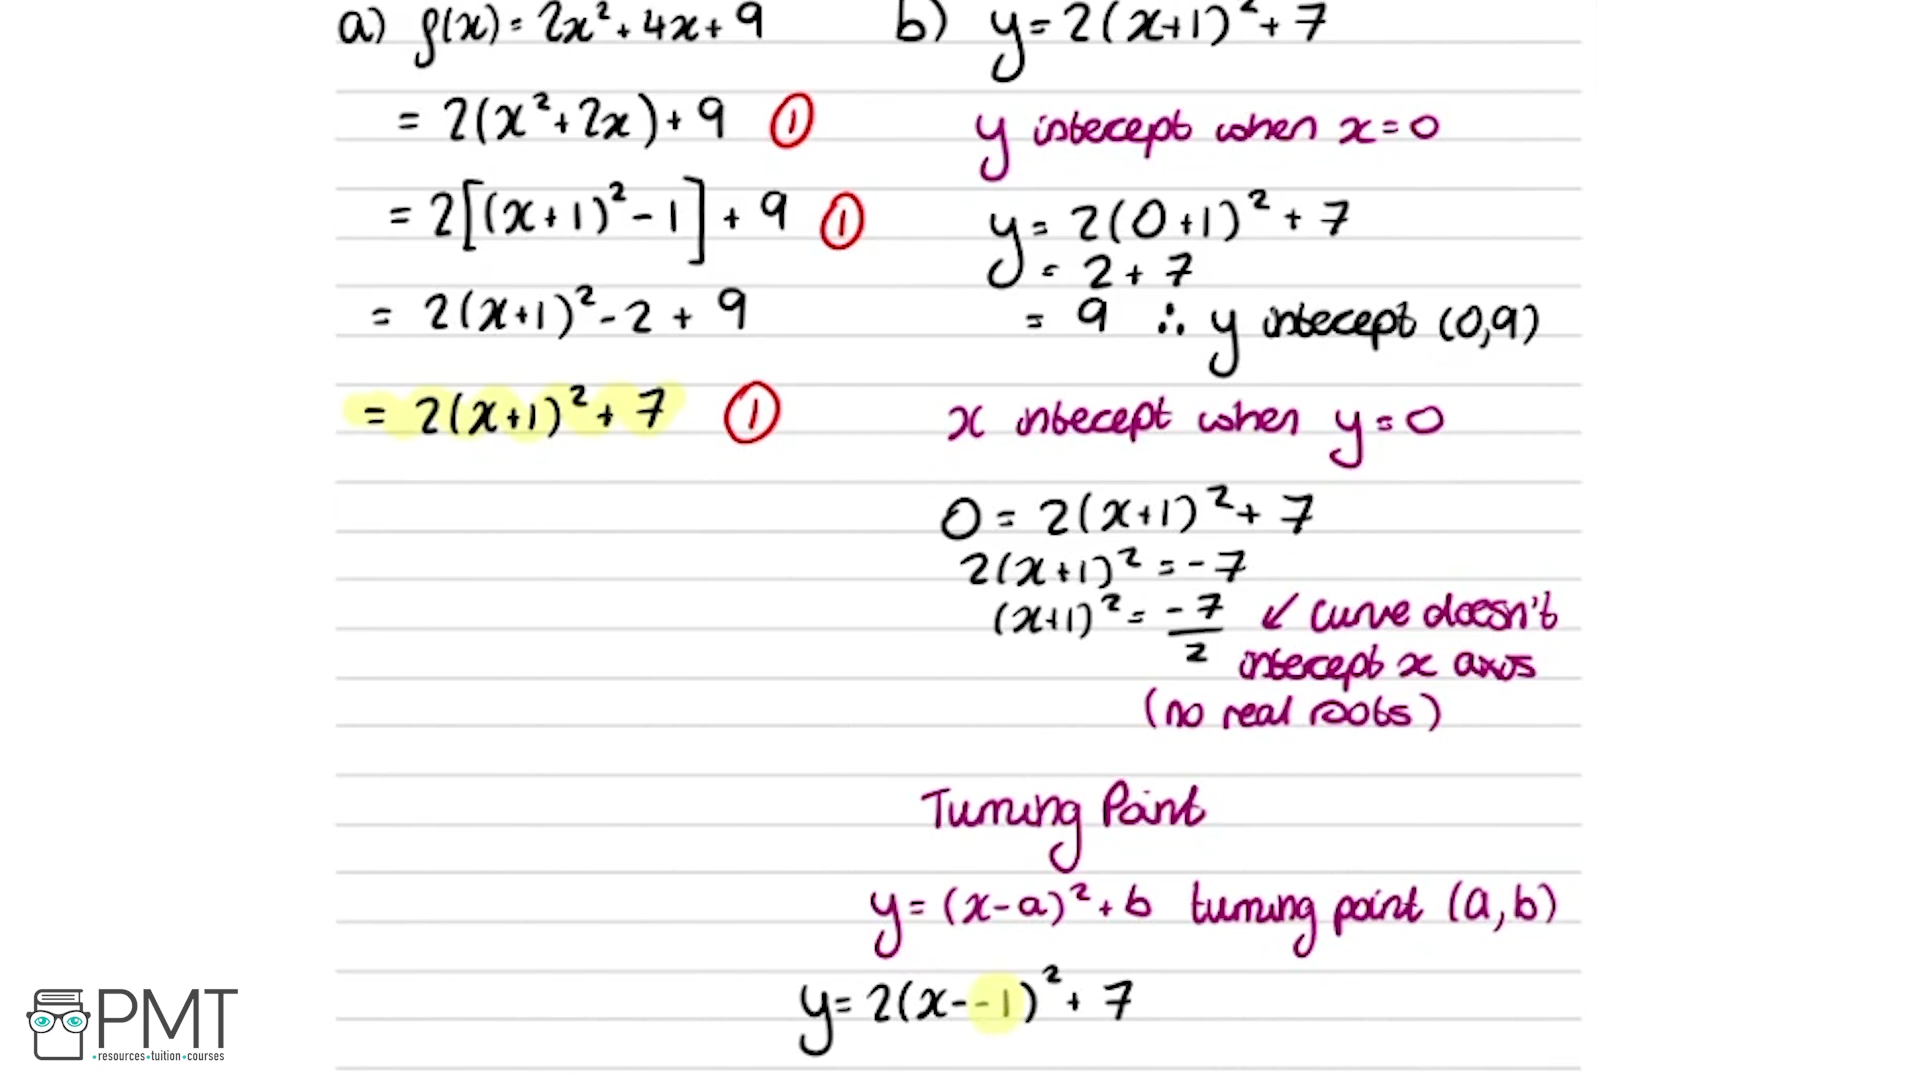 a) f(x) = 2x² + 4x + 9
= 2(x² + 2x) + 9 ①
= 2[(x+1)² - 1] + 9 ①
= 2(x+1)² - 2 + 9
= 2(x+1)² + 7 ①
b) y = 2(x+1)² + 7
y intecept when x = 0
y = 2(0+1)² + 7
= 2 + 7
= 9 ∴ y intecept (0,9)
x intecept when y = 0
0 = 2(x+1)² + 7
2(x+1)² = -7
(x+1)² = -7/2 ↙ curve doesn't
intercept x axis
(no real roots)
Turning Point
y = (x-a)² + b turning point (a,b)
y = 2(x--1)² + 7
PMT
•resources•tuition•courses